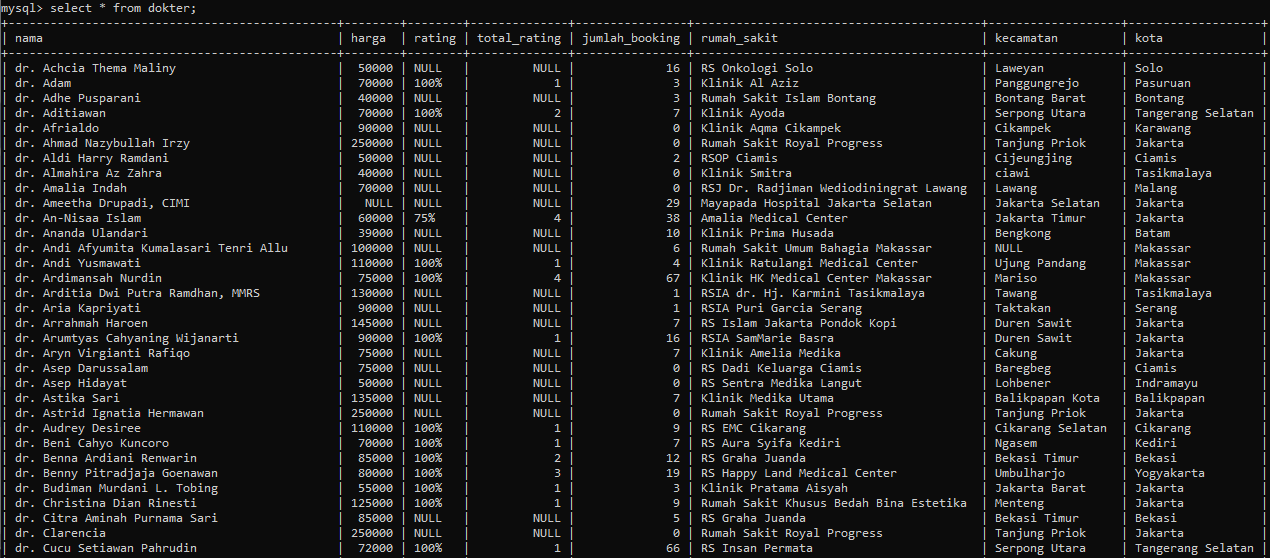 mysql> select * from dokter;
| nama | harga | rating | total_rating | jumlah_booking | rumah_sakit | kecamatan | kota |
| dr. Achcia Thema Maliny | 50000 | NULL | NULL | 16 | RS Onkologi Solo | Laweyan | Solo
| dr. Adam | 70000 | 100% | 1 | 3 | Klinik Al Aziz | Panggungrejo | Pasuruan
| dr. Adhe Pusparani | 40000 | NULL | NULL | 3 | Rumah Sakit Islam Bontang | Bontang Barat | Bontang
| dr. Aditiawan | 70000 | 100% | 2 | 7 | Klinik Ayoda | Serpong Utara | Tangerang Selatan
| dr. Afrialdo | 90000 | NULL | NULL | 0 | Klinik Aqma Cikampek | Cikampek | Karawang
| dr. Ahmad Nazybullah Irzy | 250000 | NULL | NULL | 0 | Rumah Sakit Royal Progress | Tanjung Priok | Jakarta
| dr. Aldi Harry Ramdani | 50000 | NULL | NULL | 2 | RSOP Ciamis | Cijeungjing | Ciamis
| dr. Almahira Az Zahra | 40000 | NULL | NULL | 0 | Klinik Smitra | ciawi | Tasikmalaya
| dr. Amalia Indah | 70000 | NULL | NULL | 0 | RSJ Dr. Radjiman Wediodiningrat Lawang | Lawang | Malang
| dr. Ameetha Drupadi, CIMI | NULL | NULL | NULL | 29 | Mayapada Hospital Jakarta Selatan | Jakarta Selatan | Jakarta
| dr. An-Nisaa Islam | 60000 | 75% | 4 | 38 | Amalia Medical Center | Jakarta Timur | Jakarta
| dr. Ananda Ulandari | 39000 | NULL | NULL | 10 | Klinik Prima Husada | Bengkong | Batam
| dr. Andi Afyumita Kumalasari Tenri Allu | 100000 | NULL | NULL | 6 | Rumah Sakit Umum Bahagia Makassar | NULL | Makassar
| dr. Andi Yusmawati | 110000 | 100% | 1 | 4 | Klinik Ratulangi Medical Center | Ujung Pandang | Makassar
| dr. Ardimansah Nurdin | 75000 | 100% | 4 | 67 | Klinik HK Medical Center Makassar | Mariso | Makassar
| dr. Arditia Dwi Putra Ramdhan, MMRS | 130000 | NULL | NULL | 1 | RSIA dr. Hj. Karmini Tasikmalaya | Tawang | Tasikmalaya
| dr. Aria Kapriyati | 90000 | NULL | NULL | 1 | RSIA Puri Garcia Serang | Taktakan | Serang
| dr. Arrahmah Haroen | 145000 | NULL | NULL | 7 | RS Islam Jakarta Pondok Kopi | Duren Sawit | Jakarta
| dr. Arumtyas Cahyaning Wijanarti | 90000 | 100% | 1 | 16 | RSIA SamMarie Basra | Duren Sawit | Jakarta
| dr. Aryn Virgianti Rafiqo | 75000 | NULL | NULL | 7 | Klinik Amelia Medika | Cakung | Jakarta
| dr. Asep Darussalam | 75000 | NULL | NULL | 0 | RS Dadi Keluarga Ciamis | Baregbeg | Ciamis
| dr. Asep Hidayat | 50000 | NULL | NULL | 0 | RS Sentra Medika Langut | Lohbener | Indramayu
| dr. Astika Sari | 135000 | NULL | NULL | 7 | Klinik Medika Utama | Balikpapan Kota | Balikpapan
| dr. Astrid Ignatia Hermawan | 250000 | NULL | NULL | 0 | Rumah Sakit Royal Progress | Tanjung Priok | Jakarta
| dr. Audrey Desiree | 110000 | 100% | 1 | 9 | RS EMC Cikarang | Cikarang Selatan | Cikarang
| dr. Beni Cahyo Kuncoro | 70000 | 100% | 1 | 7 | RS Aura Syifa Kediri | Ngasem | Kediri
| dr. Benna Ardiani Renwarin | 85000 | 100% | 2 | 12 | RS Graha Juanda | Bekasi Timur | Bekasi
| dr. Benny Pitradjaja Goenawan | 80000 | 100% | 3 | 19 | RS Happy Land Medical Center | Umbulharjo | Yogyakarta
| dr. Budiman Murdani L. Tobing | 55000 | 100% | 1 | 3 | Klinik Pratama Aisyah | Jakarta Barat | Jakarta
| dr. Christina Dian Rinesti | 125000 | 100% | 1 | 9 | Rumah Sakit Khusus Bedah Bina Estetika | Menteng | Jakarta
| dr. Citra Aminah Purnama Sari | 85000 | NULL | NULL | 5 | RS Graha Juanda | Bekasi Timur | Bekasi
| dr. Clarencia | 250000 | NULL | NULL | 0 | Rumah Sakit Royal Progress | Tanjung Priok | Jakarta
| dr. Cucu Setiawan Pahrudin | 72000 | 100% | 1 | 66 | RS Insan Permata | Serpong Utara | Tangerang Selatan